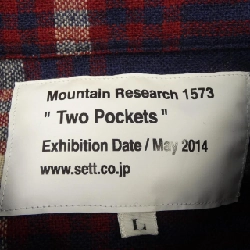 Mountain Research 1573
" Two Pockets "
Exhibition Date / May 2014
www.sett.co.jp
L